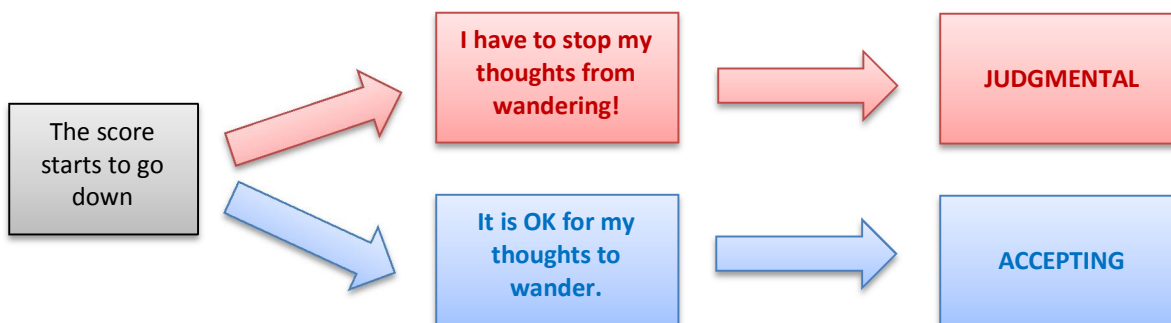 The score
starts to go
down
I have to stop my
thoughts from
wandering!
JUDGMENTAL
It is OK for my
thoughts to
wander.
ACCEPTING